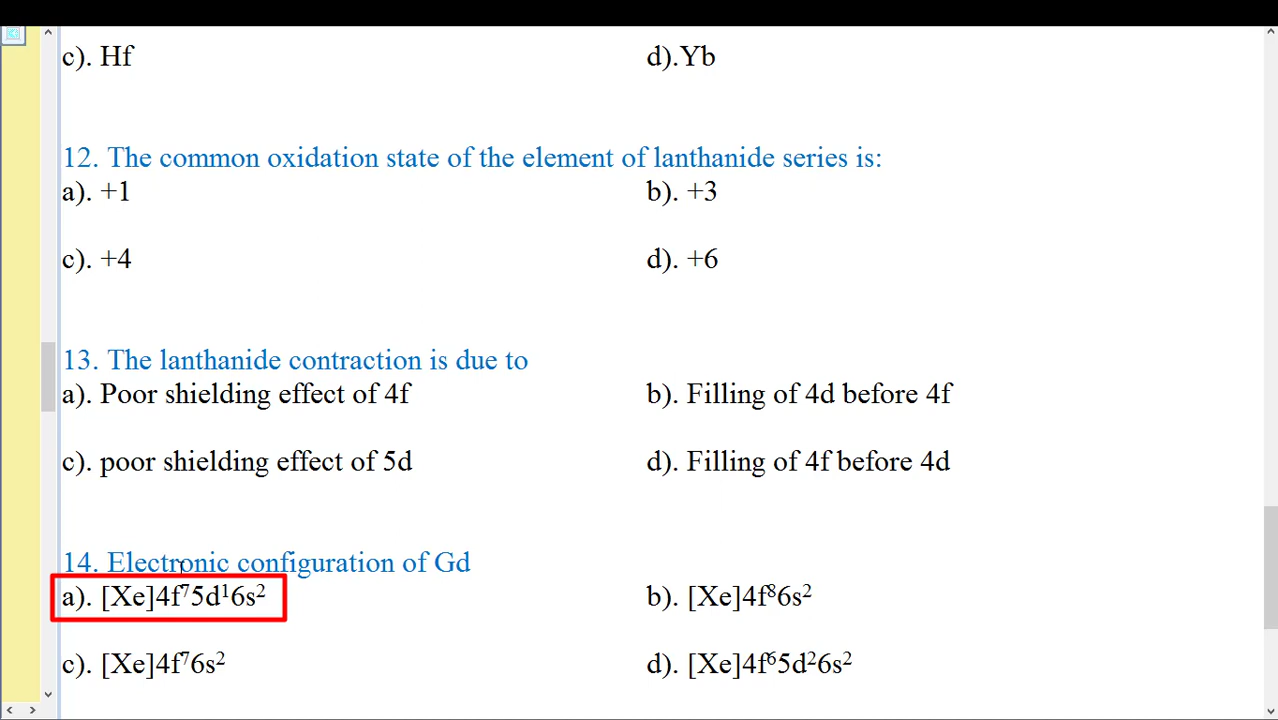 c). Hf d).Yb
12. The common oxidation state of the element of lanthanide series is:
a). +1 b). +3
c). +4 d). +6
13. The lanthanide contraction is due to
a). Poor shielding effect of 4f b). Filling of 4d before 4f
c). poor shielding effect of 5d d). Filling of 4f before 4d
14. Electronic configuration of Gd
a). [Xe]4f⁷5d¹6s² b). [Xe]4f⁸6s²
c). [Xe]4f⁷6s² d). [Xe]4f⁶5d²6s²